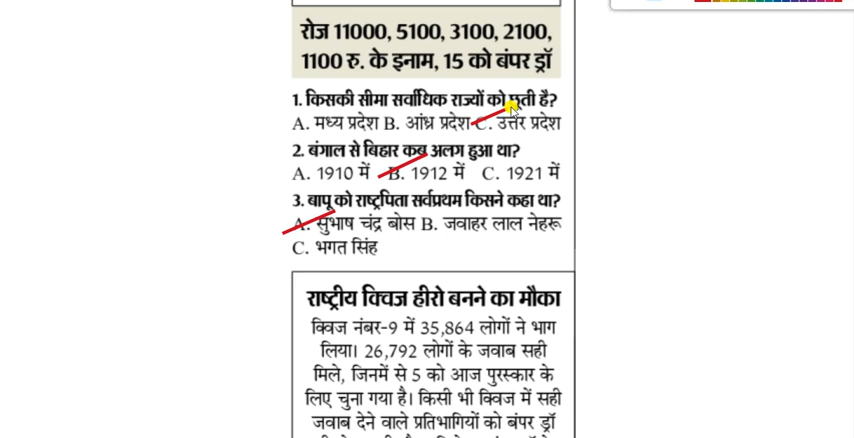 रोज 11000, 5100, 3100, 2100,
1100 रु. के इनाम, 15 को बंपर ड्रॉ
1. किसकी सीमा सर्वाधिक राज्यों को छूती है?
A. मध्य प्रदेश B. आंध्र प्रदेश C. उत्तर प्रदेश
2. बंगाल से बिहार कब अलग हुआ था?
A. 1910 में B. 1912 में C. 1921 में
3. बापू को राष्ट्रपिता सर्वप्रथम किसने कहा था?
A. सुभाष चंद्र बोस B. जवाहर लाल नेहरू
C. भगत सिंह
राष्ट्रीय क्विज हीरो बनने का मौका
क्विज नंबर-9 में 35,864 लोगों ने भाग
लिया। 26,792 लोगों के जवाब सही
मिले, जिनमें से 5 को आज पुरस्कार के
लिए चुना गया है। किसी भी क्विज में सही
जवाब देने वाले प्रतिभागियों को बंपर ड्रॉ